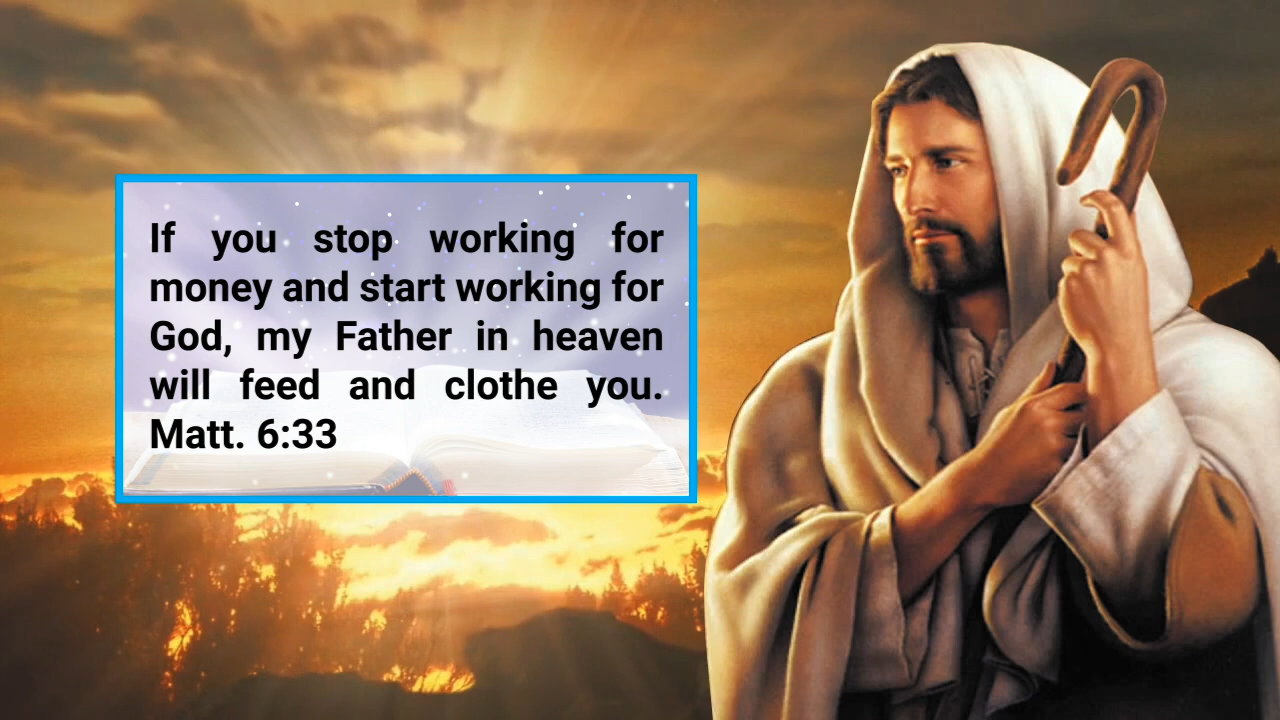 If you stop working for
money and start working for
God, my Father in heaven
will feed and clothe you.
Matt. 6:33